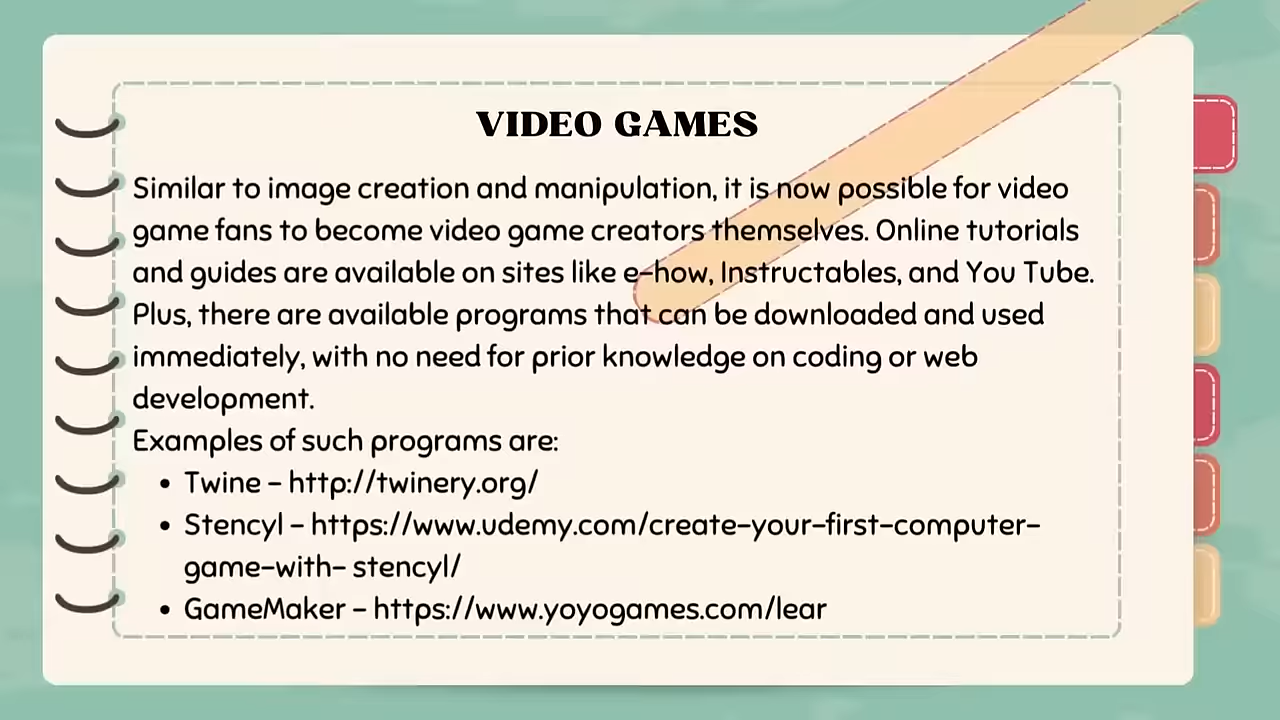 VIDEO GAMES
Similar to image creation and manipulation, it is now possible for video
game fans to become video game creators themselves. Online tutorials
and guides are available on sites like e-how, Instructables, and You Tube.
Plus, there are available programs that can be downloaded and used
immediately, with no need for prior knowledge on coding or web
development.
Examples of such programs are:
• Twine - http://twinery.org/
• Stencyl - https://www.udemy.com/create-your-first-computer-
game-with- stencyl/
• GameMaker - https://www.yoyogames.com/lear